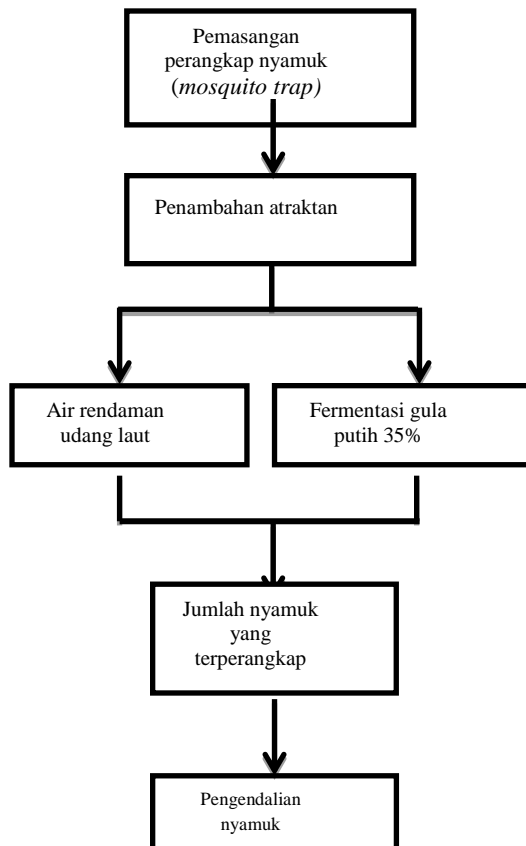 Pemasangan
perangkap nyamuk
(mosquito trap)
Penambahan atraktan
Air rendaman
udang laut
Fermentasi gula
putih 35%
Jumlah nyamuk
yang
terperangkap
Pengendalian
nyamuk